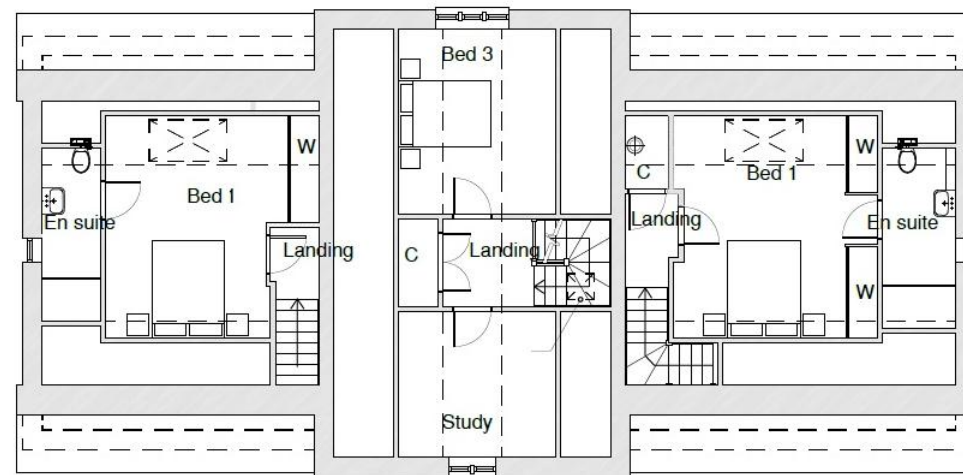 Bed 3
W
Bed 1
En suite
Landing
C
Landing
C
Landing
Bed 1
W
En suite
W
Study